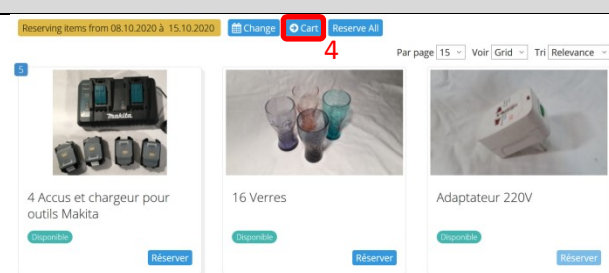 Reserving items from 08.10.2020 à 15.10.2020 Change Cart Reserve All
4
Par page 15 Voir Grid Tri Relevance
5
makita
4 Accus et chargeur pour
outils Makita
Disponible
Réserver
16 Verres
Disponible
Réserver
Adaptateur 220V
Disponible
Réserver